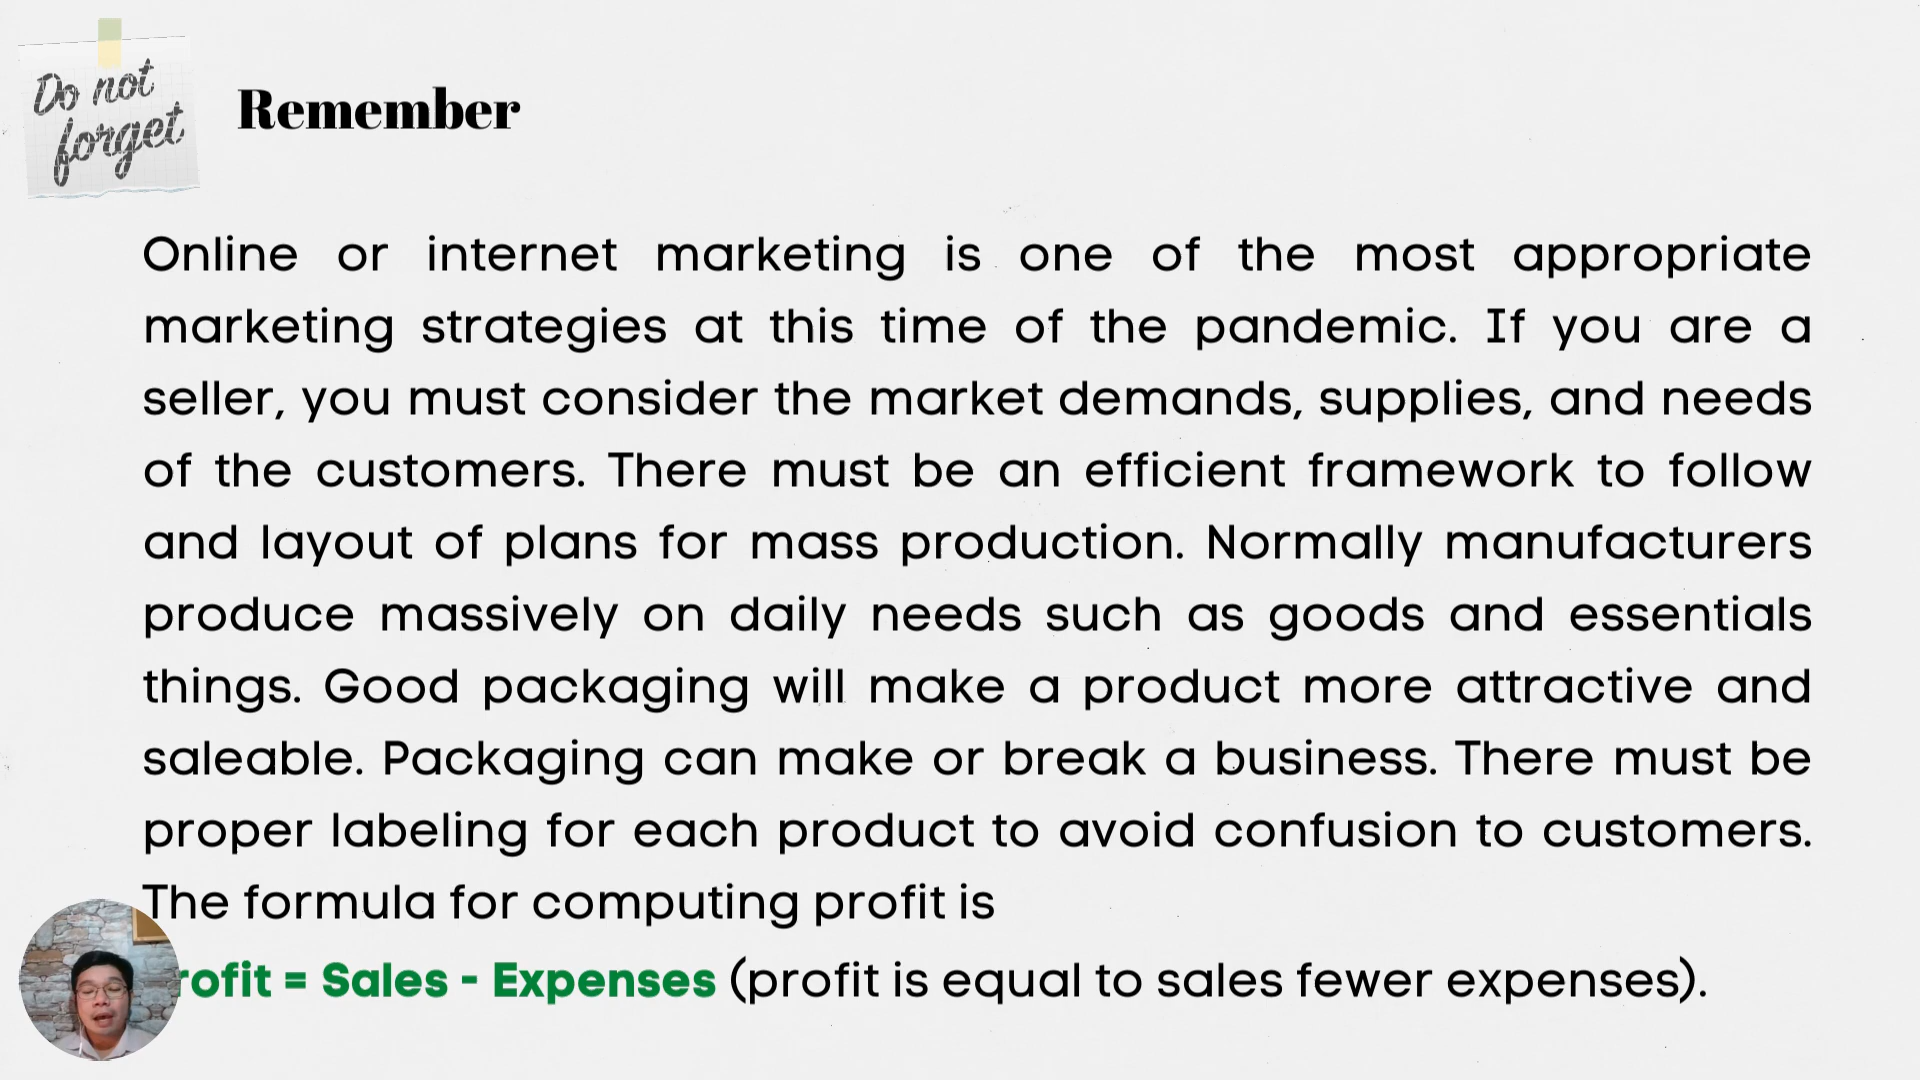 Do not
forget
Remember
Online or internet marketing is one of the most appropriate
marketing strategies at this time of the pandemic. If you are a
seller, you must consider the market demands, supplies, and needs
of the customers. There must be an efficient framework to follow
and layout of plans for mass production. Normally manufacturers
produce massively on daily needs such as goods and essentials
things. Good packaging will make a product more attractive and
saleable. Packaging can make or break a business. There must be
proper labeling for each product to avoid confusion to customers.
The formula for computing profit is
rofit = Sales - Expenses (profit is equal to sales fewer expenses).